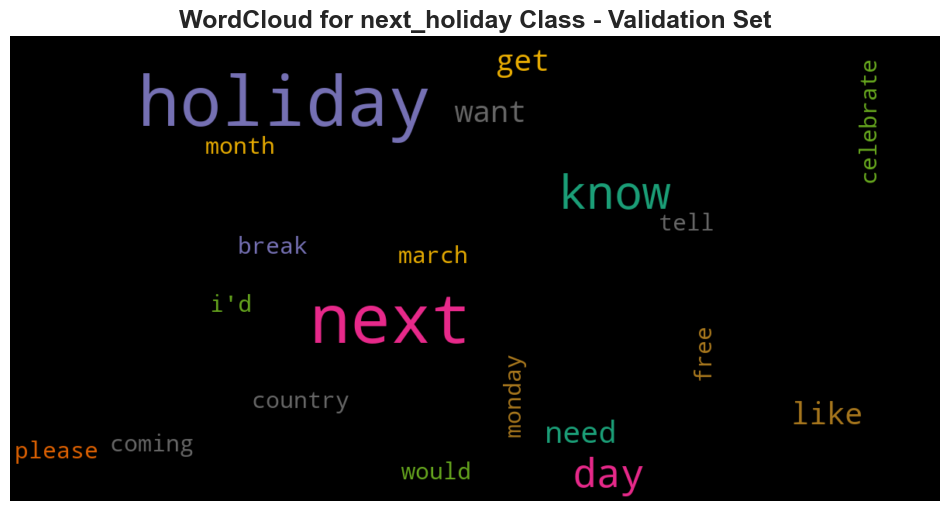 WordCloud for next_holiday Class - Validation Set
get
holiday
want
celebrate
month
know
tell
break
march
i'd
next
free
monday
country
like
need
please
coming
would
day